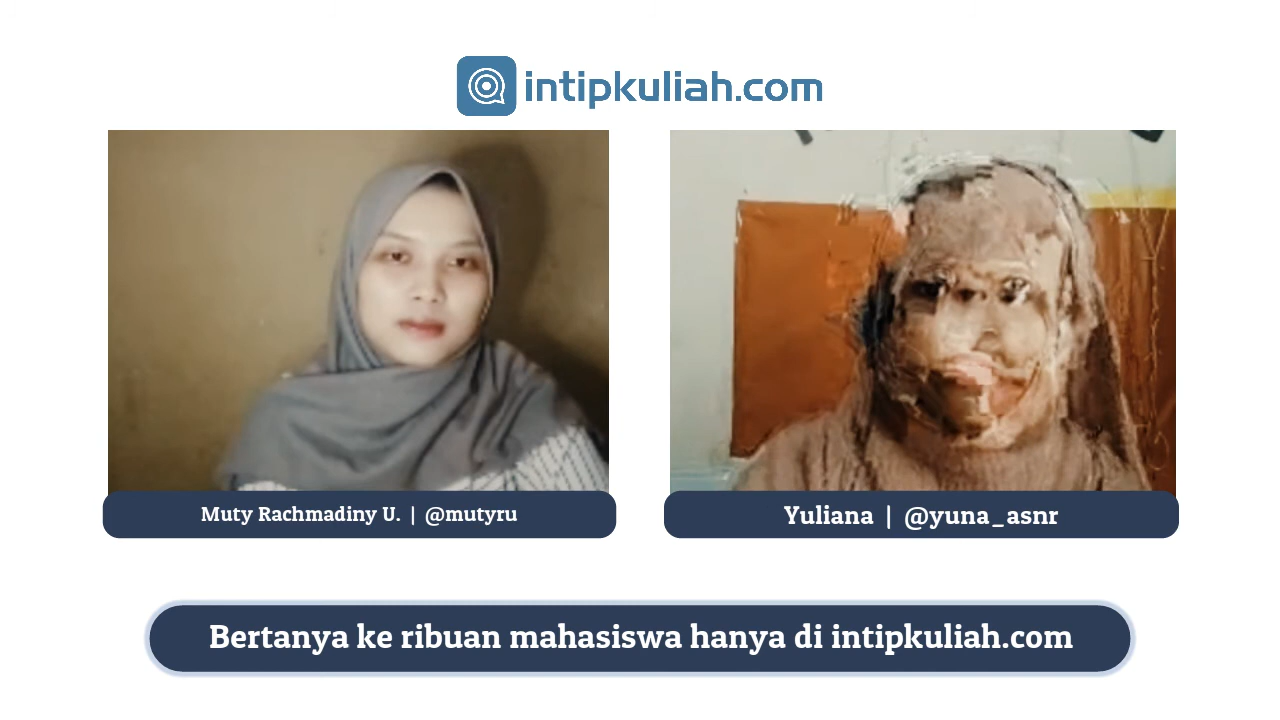 intipkuliah.com
Muty Rachmadiny U. | @mutyru
Yuliana | @yuna_asnr
Bertanya ke ribuan mahasiswa hanya di intipkuliah.com